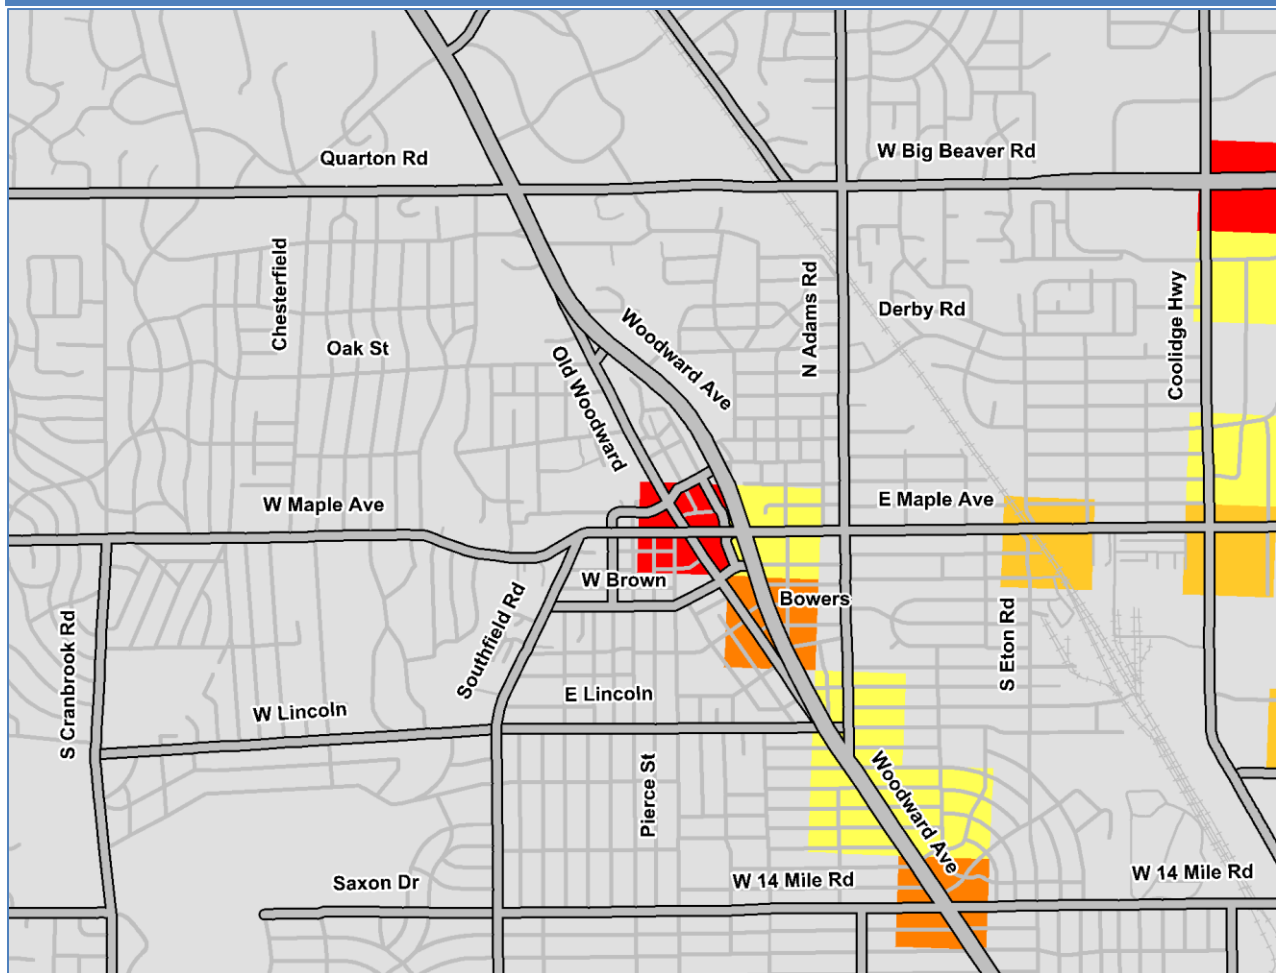 W Big Beaver Rd
Quarton Rd
Chesterfield
N Adams Rd
Derby Rd
Coolidge Hwy
Woodward Ave
Oak St
Old Woodward
W Maple Ave
E Maple Ave
W Brown
Bowers
S Cranbrook Rd
Southfield Rd
S Eton Rd
E Lincoln
W Lincoln
Pierce St
Woodward Ave
W 14 Mile Rd
W 14 Mile Rd
Saxon Dr